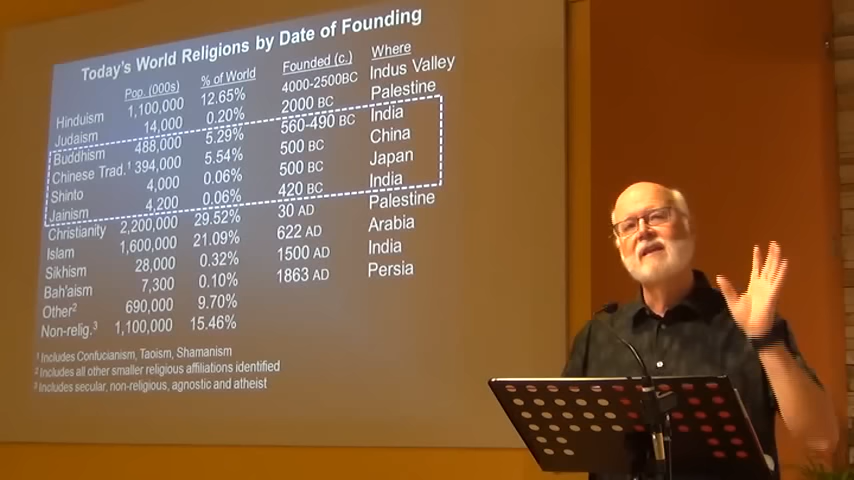 Today's World Religions by Date of Founding
Pop. (000s) % of World Founded (c.) Where
Hinduism 1,100,000 12.65% 4000-2500BC Indus Valley
Judaism 14,000 0.20% 2000 BC Palestine
Buddhism 488,000 5.29% 560-490 BC India
Chinese Trad.¹ 394,000 5.54% 500 BC China
Shinto 4,000 0.06% 500 BC Japan
Jainism 4,200 0.06% 420 BC India
Christianity 2,200,000 29.52% 30 AD Palestine
Islam 1,600,000 21.09% 622 AD Arabia
Sikhism 28,000 0.32% 1500 AD India
Bah'aism 7,300 0.10% 1863 AD Persia
Other² 690,000 9.70%
Non-relig.³ 1,100,000 15.46%
¹ Includes Confucianism, Taoism, Shamanism
² Includes all other smaller religious affiliations identified
³ Includes secular, non-religious, agnostic and atheist